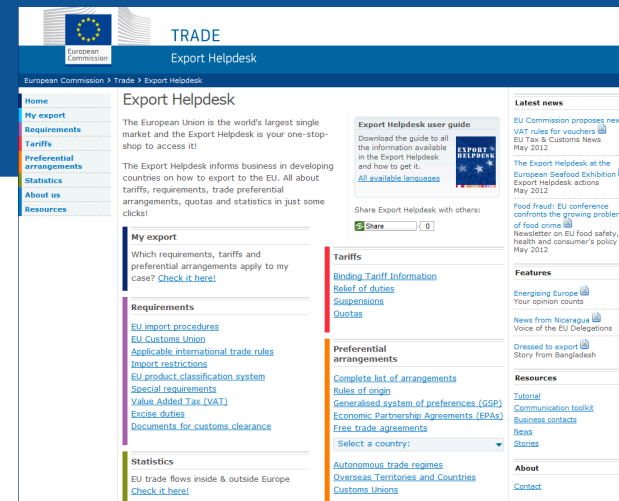 European
Commission
TRADE
Export Helpdesk
European Commission > Trade > Export Helpdesk
Home
My export
Requirements
Tariffs
Preferential
arrangements
Statistics
About us
Resources
Export Helpdesk
The European Union is the world's largest single
market and the Export Helpdesk is your one-stop-
shop to access it!
The Export Helpdesk informs business in developing
countries on how to export to the EU. All about
tariffs, requirements, trade preferential
arrangements, quotas and statistics in just some
clicks!
Export Helpdesk user guide
Download the guide to all
the information available
in the Export Helpdesk
and how to get it.
All available languages
EXPORT
HELPDESK
Share Export Helpdesk with others:
Share
0
My export
Which requirements, tariffs and
preferential arrangements apply to my
case? Check it here!
Requirements
EU import procedures
EU Customs Union
Applicable international trade rules
Import restrictions
EU product classification system
Special requirements
Value Added Tax (VAT)
Excise duties
Documents for customs clearance
Statistics
EU trade flows inside & outside Europe
Check it here!
Tariffs
Binding Tariff Information
Relief of duties
Suspensions
Quotas
Preferential
arrangements
Complete list of arrangements
Rules of origin
Generalised system of preferences (GSP)
Economic Partnership Agreements (EPAs)
Free trade agreements
Select a country:
Autonomous trade regimes
Overseas Territories and Countries
Customs Unions
Latest news
EU Commission proposes new
VAT rules for vouchers
EU Tax & Customs News
May 2012
The Export Helpdesk at the
European Seafood Exhibition
Export Helpdesk actions
May 2012
Food fraud: EU conference
confronts the growing problem
of food crime
Newsletter on EU food safety,
health and consumer's policy
May 2012
Features
Energising Europe
Your opinion counts
News from Nicaragua
Voice of the EU Delegations
Dressed to export
Story from Bangladesh
Resources
Tutorial
Communication toolkit
Business contacts
News
Stories
About
Contact